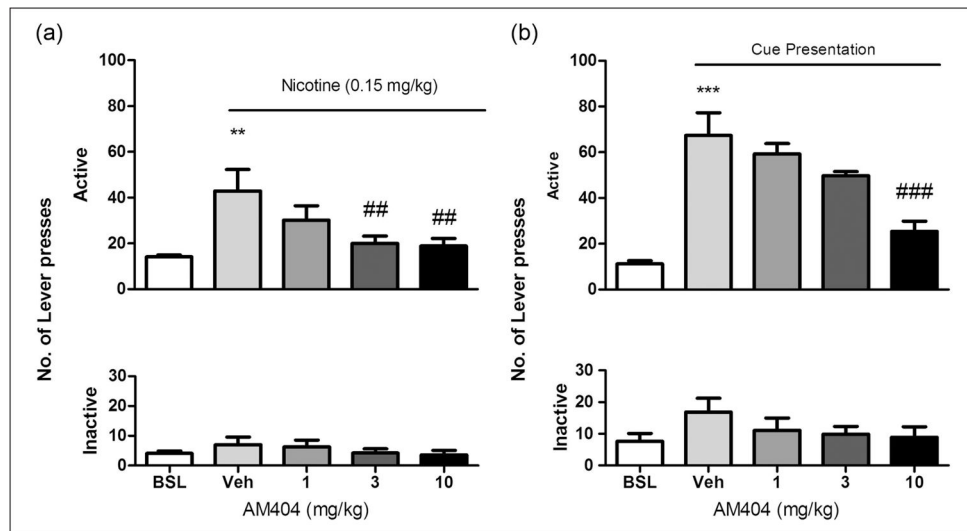 (a)
100
80
60
40
20
0
Active
Nicotine (0.15 mg/kg)
**
##
##
No. of Lever presses
30
20
10
0
Inactive
BSL Veh 1 3 10
AM404 (mg/kg)
(b)
100
80
60
40
20
0
Active
Cue Presentation
***
###
No. of Lever presses
30
20
10
0
Inactive
BSL Veh 1 3 10
AM404 (mg/kg)